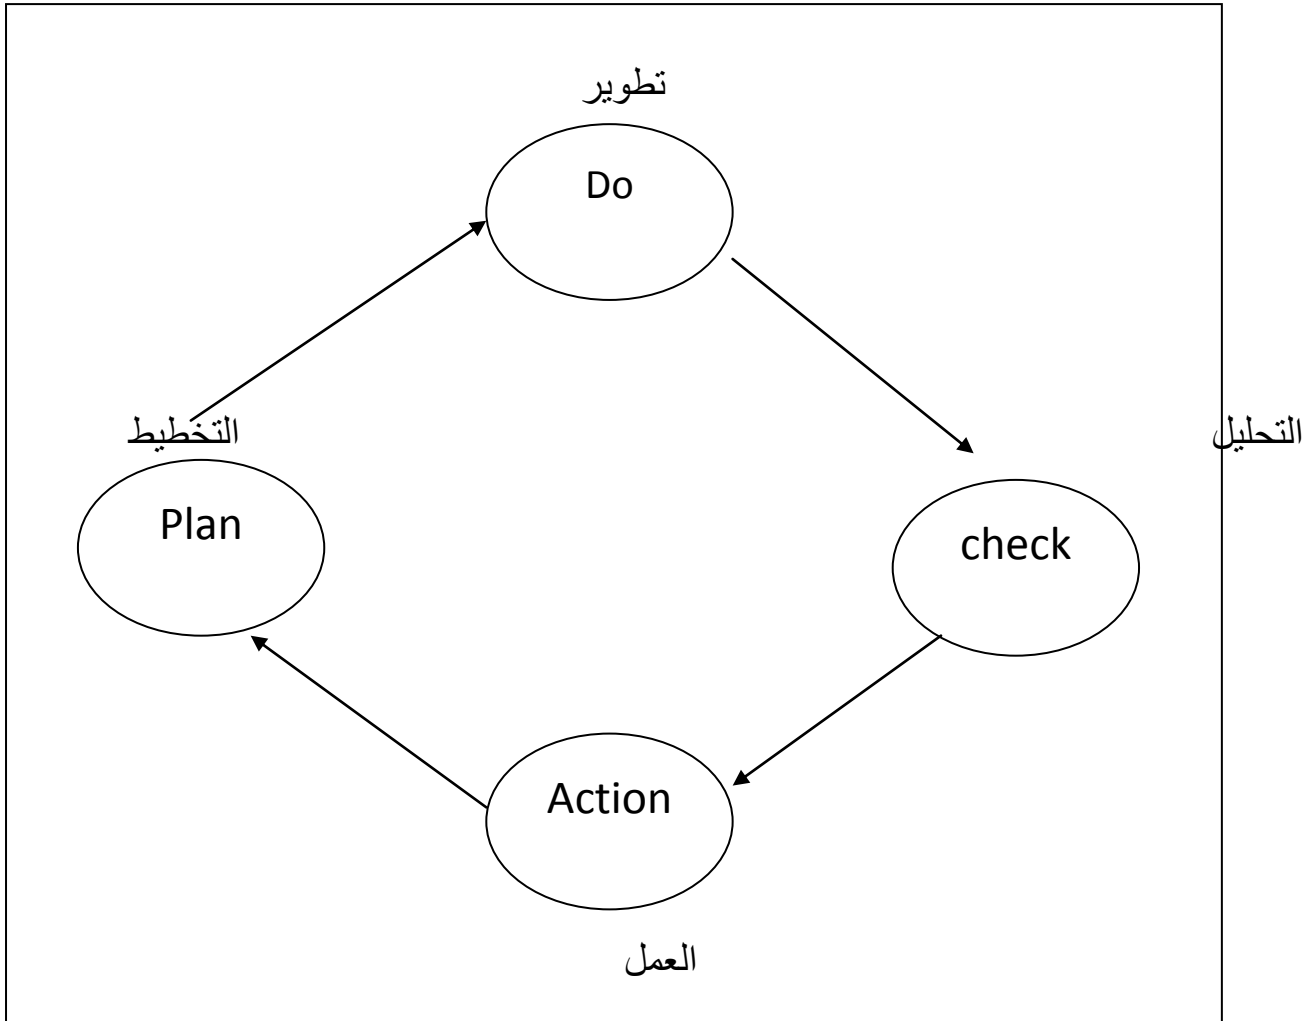 تطوير
Do
التخطيط
التحليل
Plan
check
Action
العمل